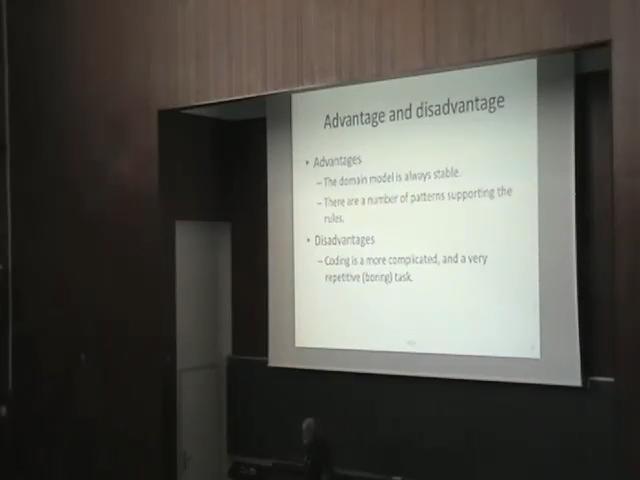 Advantage and disadvantage
• Advantages
– The domain model is always stable.
– There are a number of patterns supporting the
rules.
• Disadvantages
– Coding is a more complicated, and a very
repetitive (boring) task.